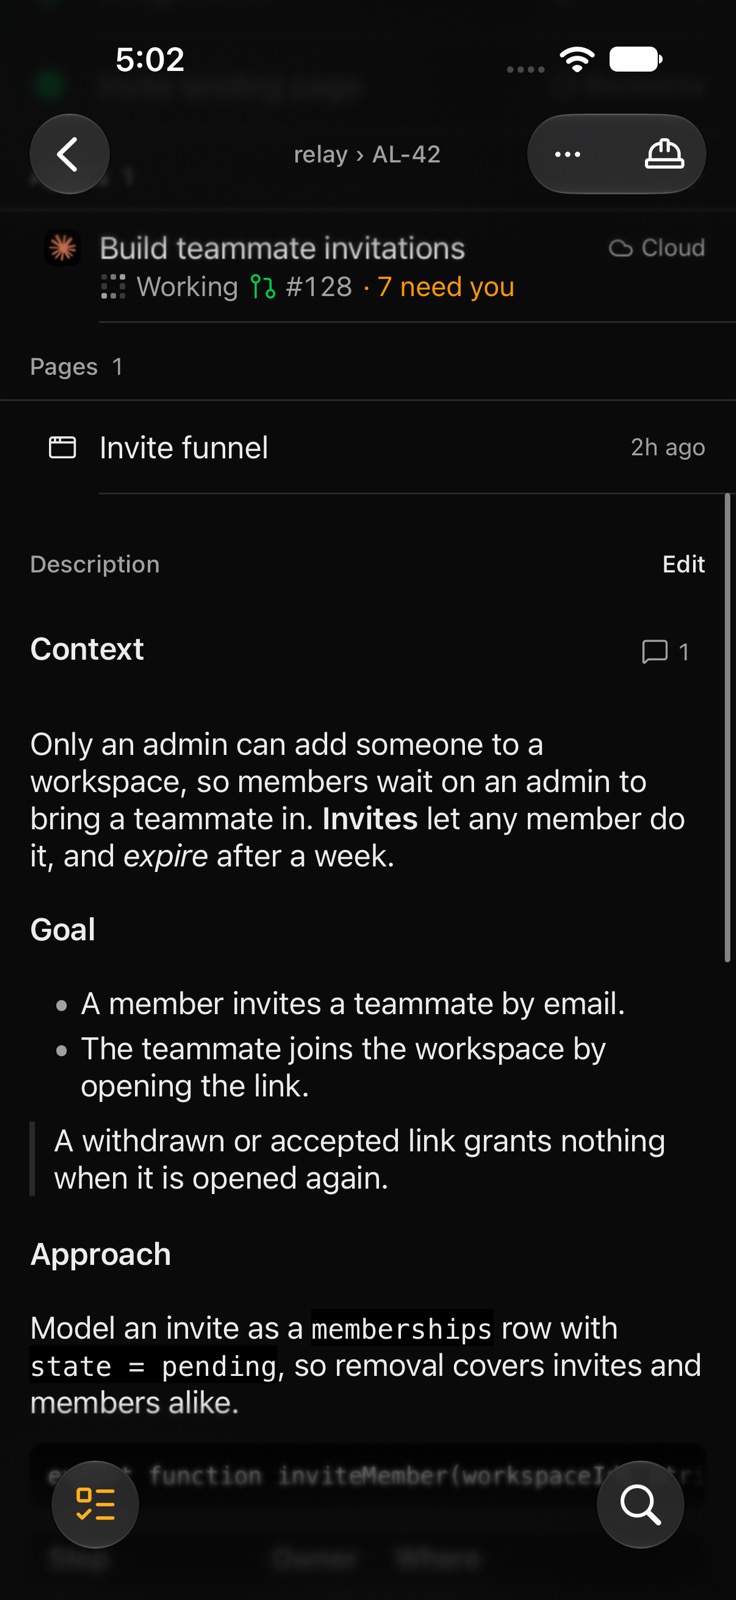 5:02
relay › AL-42
Build teammate invitations
Cloud
Working #128 · 7 need you
Pages 1
Invite funnel
2h ago
Description
Edit
Context
1
Only an admin can add someone to a
workspace, so members wait on an admin to
bring a teammate in. Invites let any member do
it, and expire after a week.
Goal
• A member invites a teammate by email.
• The teammate joins the workspace by
opening the link.
A withdrawn or accepted link grants nothing
when it is opened again.
Approach
Model an invite as a memberships row with
state = pending, so removal covers invites and
members alike.
function inviteMember(workspaceI
Step Owner Where